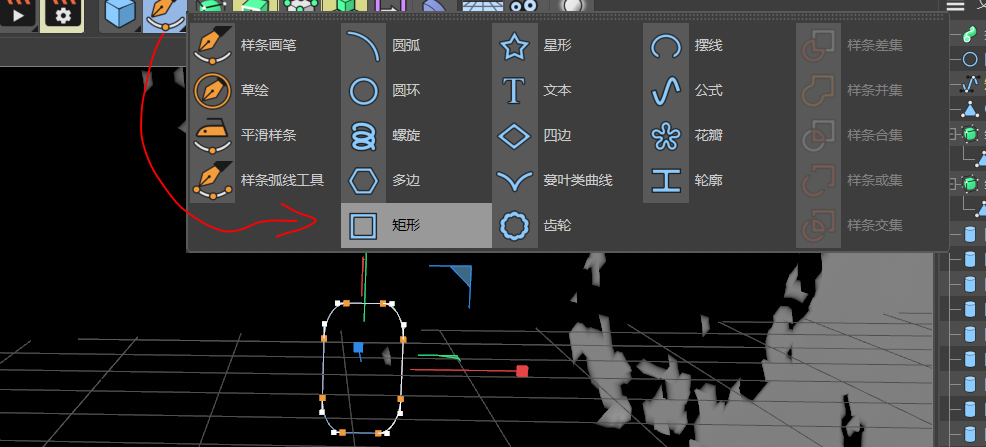 样条画笔
圆弧
星形
摆线
样条差集
草绘
圆环
文本
公式
样条并集
平滑样条
螺旋
四边
花瓣
样条合集
样条弧线工具
多边
蔓叶类曲线
轮廓
样条或集
矩形
齿轮
样条交集